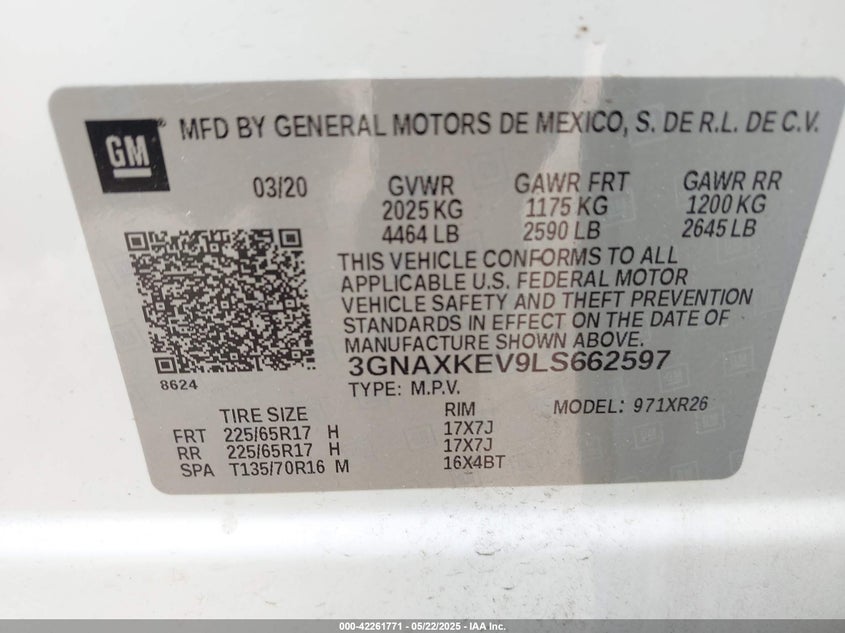 GM ® MFD BY GENERAL MOTORS DE MEXICO, S. DE R.L. DE C.V.
03/20 GVWR GAWR FRT GAWR RR
2025 KG 1175 KG 1200 KG
4464 LB 2590 LB 2645 LB
THIS VEHICLE CONFORMS TO ALL
APPLICABLE U.S. FEDERAL MOTOR
VEHICLE SAFETY AND THEFT PREVENTION
STANDARDS IN EFFECT ON THE DATE OF
MANUFACTURE SHOWN ABOVE.
3GNAXKEV9LS662597
8624
TYPE: M.P.V.
TIRE SIZE RIM MODEL: 971XR26
FRT 225/65R17 H 17X7J
RR 225/65R17 H 17X7J
SPA T135/70R16 M 16X4BT
000-42261771 - 05/22/2025 - IAA Inc.